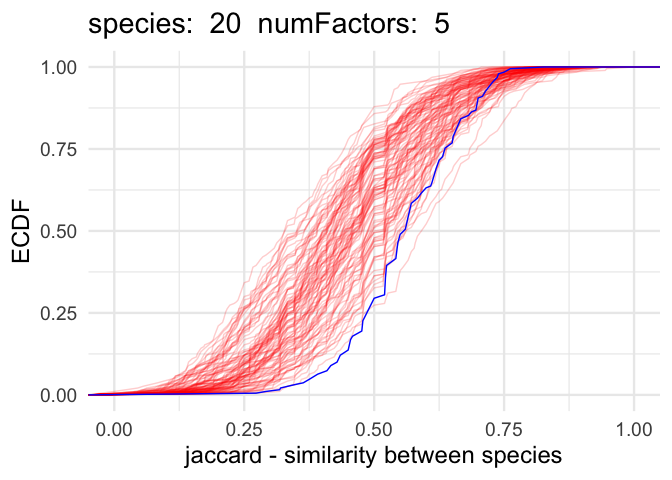 species:  20  numFactors:  5
1.00
0.75
0.50
0.25
0.00
ECDF
0.00 0.25 0.50 0.75 1.00
jaccard - similarity between species